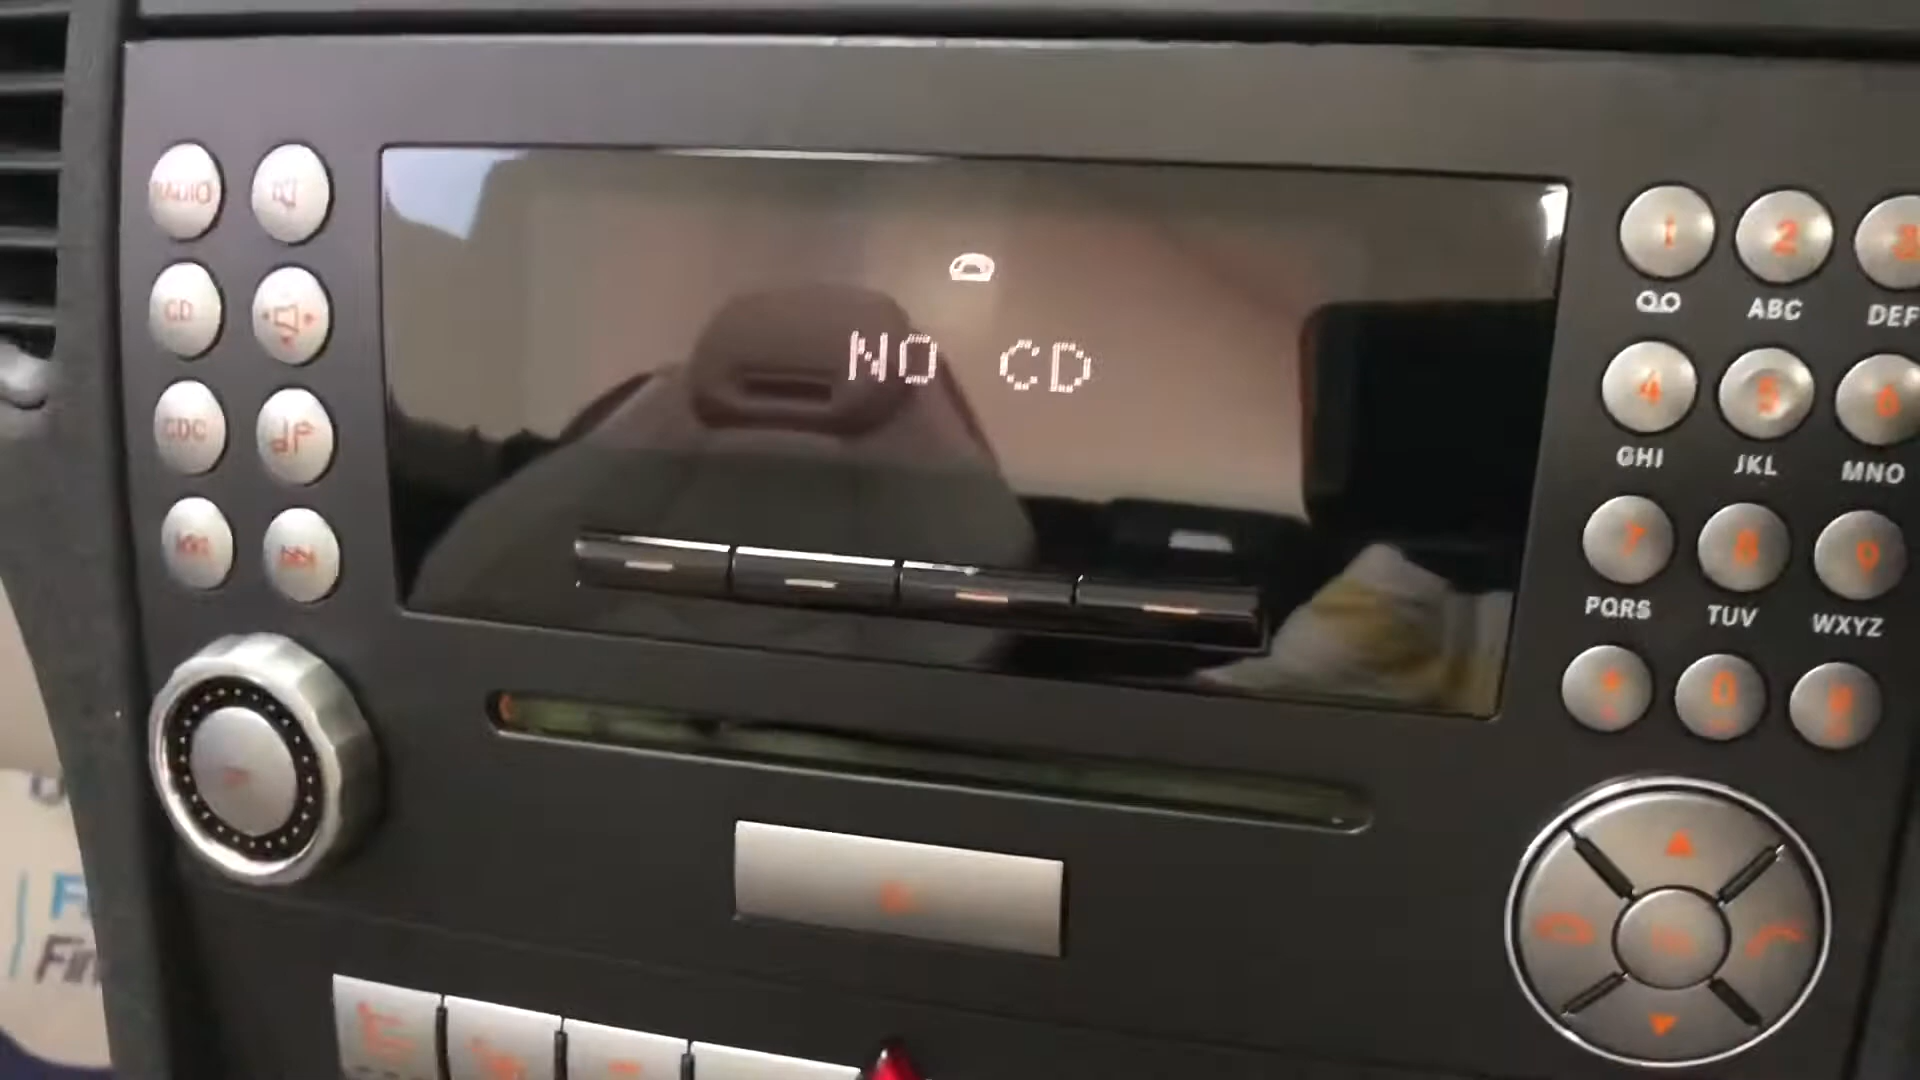 RADIO
NO CD
CD
CDC
1 2 3
ABC DEF
4 5 6
GHI JKL MNO
7 8 9
PQRS TUV WXYZ
* 0 #